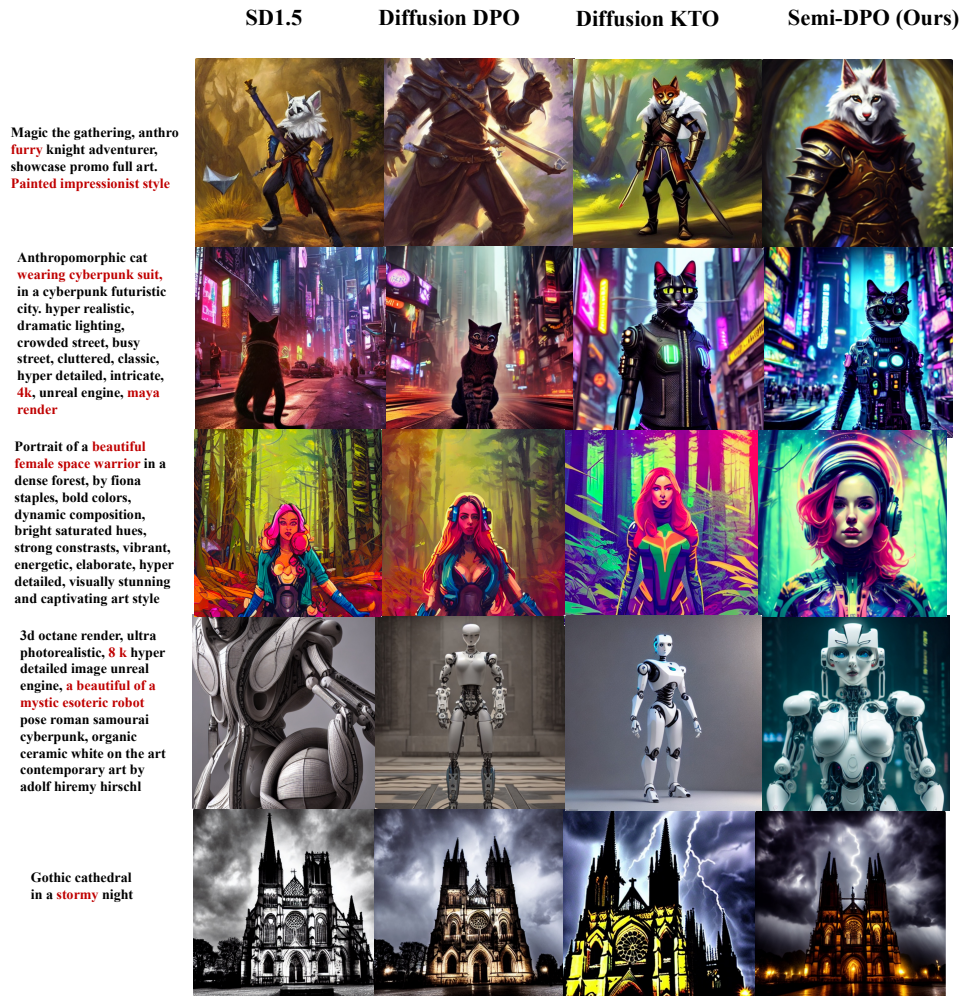 SD1.5 Diffusion DPO Diffusion KTO Semi-DPO (Ours)
Magic the gathering, anthro
furry knight adventurer,
showcase promo full art.
Painted impressionist style
Anthropomorphic cat
wearing cyberpunk suit,
in a cyberpunk futuristic
city. hyper realistic,
dramatic lighting,
crowded street, busy
street, cluttered, classic,
hyper detailed, intricate,
4k, unreal engine, maya
render
Portrait of a beautiful
female space warrior in a
dense forest, by fiona
staples, bold colors,
dynamic composition,
bright saturated hues,
strong constrasts, vibrant,
energetic, elaborate, hyper
detailed, visually stunning
and captivating art style
3d octane render, ultra
photorealistic, 8 k hyper
detailed image unreal
engine, a beautiful of a
mystic esoteric robot
pose roman samourai
cyberpunk, organic
ceramic white on the art
contemporary art by
adolf hiremy hirschl
Gothic cathedral
in a stormy night